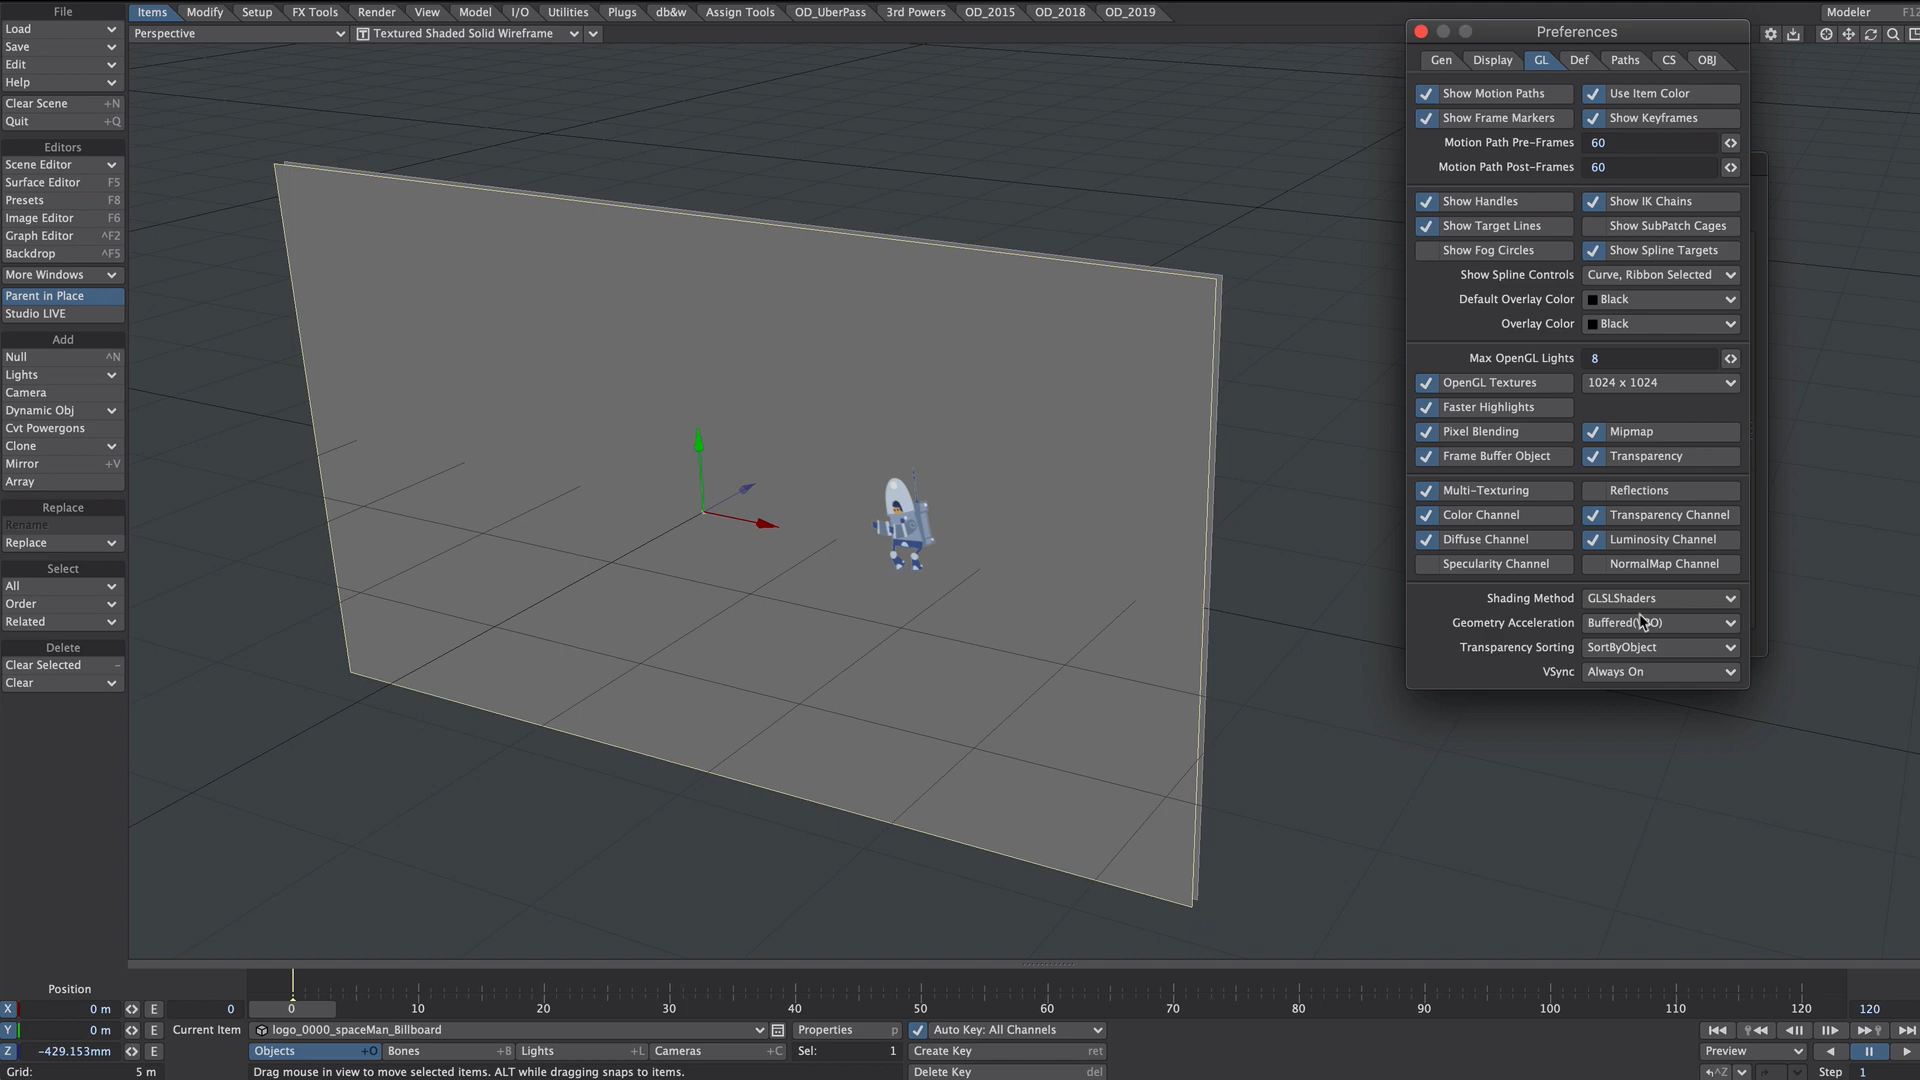 File
Load
Save
Edit
Help
Clear Scene +N
Quit +Q
Editors
Scene Editor
Surface Editor F5
Presets F8
Image Editor F6
Graph Editor ^F2
Backdrop ^F5
More Windows
Parent in Place
Studio LIVE
Add
Null ^N
Lights
Camera
Dynamic Obj
Cvt Powergons
Clone
Mirror +V
Array
Replace
Rename
Replace
Select
All
Order
Related
Delete
Clear Selected –
Clear
Items Modify Setup FX Tools Render View Model I/O Utilities Plugs db&w Assign Tools OD_UberPass 3rd Powers OD_2015 OD_2018 OD_2019 Modeler F12
Perspective T Textured Shaded Solid Wireframe
Preferences
Gen Display GL Def Paths CS OBJ
Show Motion Paths Use Item Color
Show Frame Markers Show Keyframes
Motion Path Pre-Frames 60
Motion Path Post-Frames 60
Show Handles Show IK Chains
Show Target Lines Show SubPatch Cages
Show Fog Circles Show Spline Targets
Show Spline Controls Curve, Ribbon Selected
Default Overlay Color Black
Overlay Color Black
Max OpenGL Lights 8
OpenGL Textures 1024 x 1024
Faster Highlights
Pixel Blending Mipmap
Frame Buffer Object Transparency
Multi-Texturing Reflections
Color Channel Transparency Channel
Diffuse Channel Luminosity Channel
Specularity Channel NormalMap Channel
Shading Method GLSLShaders
Geometry Acceleration
Transparency Sorting SortByObject
VSync Always On
Position
X 0 m E 0 0 10 20 30 40 50 60 70 80 90 100 110 120 120
Y 0 m E Current Item logo_0000_spaceMan_Billboard Properties p Auto Key: All Channels
Z -429.153mm E Objects +O Bones +B Lights +L Cameras +C Sel: 1 Create Key ret Preview
Grid: 5 m Drag mouse in view to move selected items. ALT while dragging snaps to items. Delete Key del ^Z Step 1